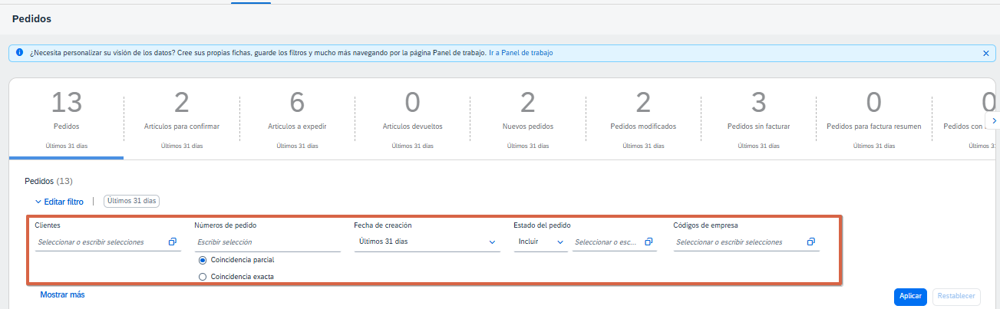 Pedidos
¿Necesita personalizar su visión de los datos? Cree sus propias fichas, guarde los filtros y mucho más navegando por la página Panel de trabajo. Ir a Panel de trabajo
13 2 6 0 2 2 3 0 0
Pedidos Artículos para confirmar Artículos a expedir Artículos devueltos Nuevos pedidos Pedidos modificados Pedidos sin facturar Pedidos para factura resumen Pedidos con
Últimos 31 días Últimos 31 días Últimos 31 días Últimos 31 días Últimos 31 días Últimos 31 días Últimos 31 días Últimos 31 días Últimos 3
Pedidos (13)
Editar filtro | Últimos 31 días
Clientes Números de pedido Fecha de creación Estado del pedido Códigos de empresa
Seleccionar o escribir selecciones Escribir selección Últimos 31 días Incluir Seleccionar o esc... Seleccionar o escribir selecciones
Coincidencia parcial
Coincidencia exacta
Mostrar más Aplicar Restablecer